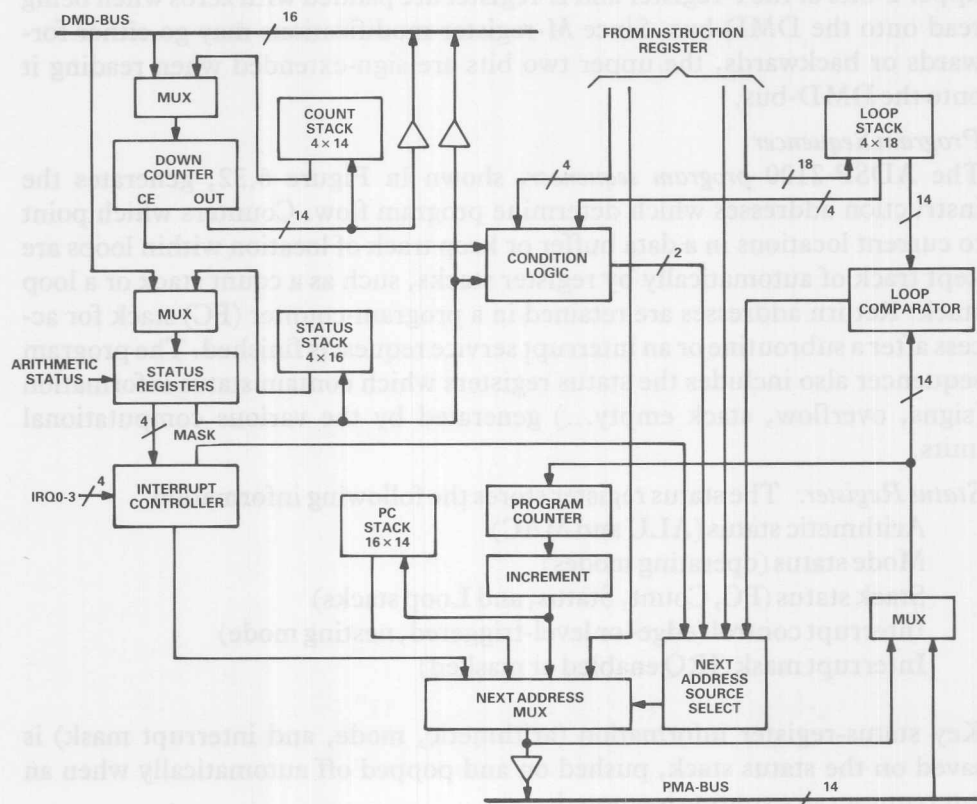 DMD-BUS
16
FROM INSTRUCTION
REGISTER
MUX
COUNT
STACK
4 × 14
LOOP
STACK
4 × 18
DOWN
COUNTER
CE OUT
4
18
4
14
14
CONDITION
LOGIC
2
LOOP
COMPARATOR
MUX
STATUS
STACK
4 × 16
ARITHMETIC
STATUS
STATUS
REGISTERS
14
4
MASK
IRQ0-3
4
INTERRUPT
CONTROLLER
PC
STACK
16 × 14
PROGRAM
COUNTER
INCREMENT
MUX
NEXT ADDRESS
MUX
NEXT
ADDRESS
SOURCE
SELECT
PMA-BUS
14